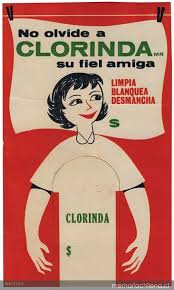 No olvide a
CLORINDA MR
su fiel amiga
LIMPIA
BLANQUEA
DESMANCHA
$
CLORINDA
$
memoriachilena.cl